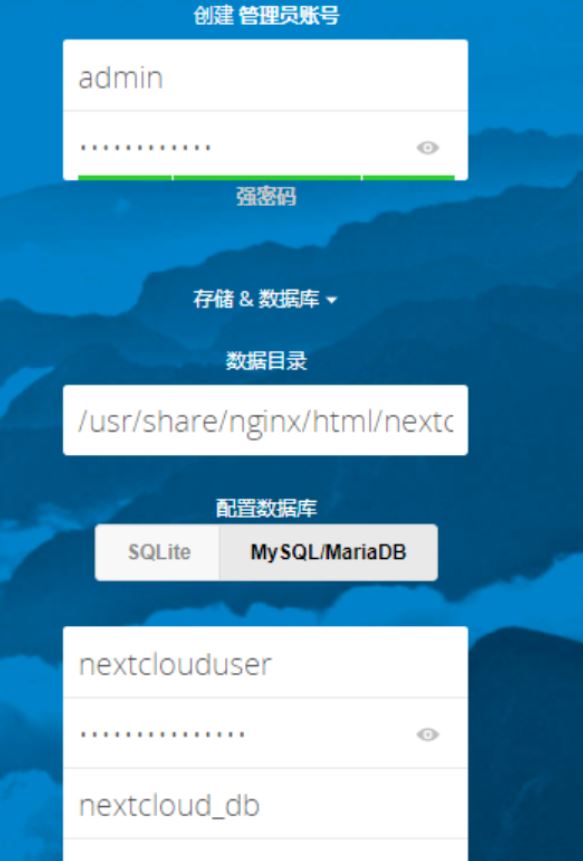 创建 管理员账号
admin
············
强密码
存储 & 数据库
数据目录
/usr/share/nginx/html/nextc
配置数据库
SQLite MySQL/MariaDB
nextclouduser
···············
nextcloud_db